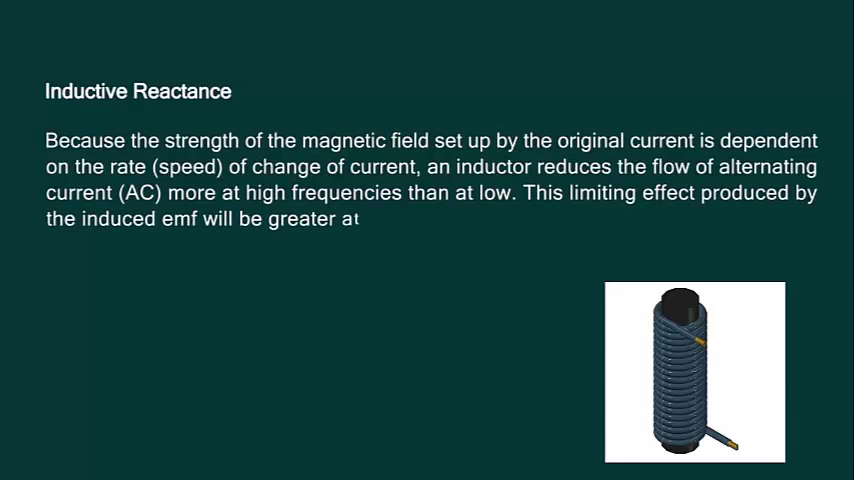 Inductive Reactance
Because the strength of the magnetic field set up by the original current is dependent
on the rate (speed) of change of current, an inductor reduces the flow of alternating
current (AC) more at high frequencies than at low. This limiting effect produced by
the induced emf will be greater at